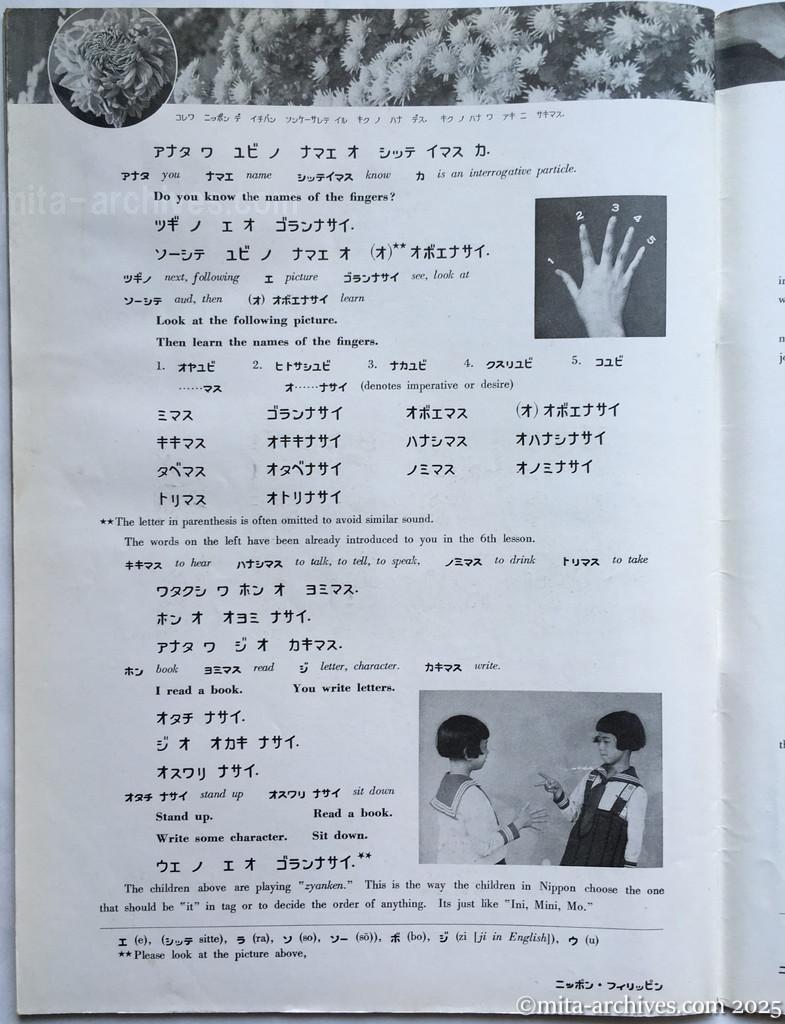 コレワ ニッポン デ イチバン ソンケーサレテ イル キク ノ ハナ デス. キク ノ ハナ ワ アキ ニ サキマス.
アナタ ワ ユビ ノ ナマエ オ シッテ イマス カ.
アナタ you ナマエ name シッテイマス know カ is an interrogative particle.
Do you know the names of the fingers?
mita-archives.com
ツギ ノ エ オ ゴランナサイ.
ソーシテ ユビ ノ ナマエ オ (オ)** オボエナサイ.
1 2 3 4 5
ツギノ next, following エ picture ゴランナサイ see, look at
ソーシテ and, then (オ) オボエナサイ learn
Look at the following picture.
Then learn the names of the fingers.
1. オヤユビ 2. ヒトサシユビ 3. ナカユビ 4. クスリユビ 5. コユビ
……マス オ……ナサイ (denotes imperative or desire)
ミマス ゴランナサイ オボエマス (オ) オボエナサイ
キキマス オキキナサイ ハナシマス オハナシナサイ
タベマス オタベナサイ ノミマス オノミナサイ
トリマス オトリナサイ
**The letter in parenthesis is often omitted to avoid similar sound.
The words on the left have been already introduced to you in the 6th lesson.
キキマス to hear ハナシマス to talk, to tell, to speak, ノミマス to drink トリマス to take
ワタクシ ワ ホン オ ヨミマス.
ホン オ オヨミ ナサイ.
アナタ ワ ジ オ カキマス.
ホン book ヨミマス read ジ letter, character. カキマス write.
I read a book. You write letters.
オタチ ナサイ.
ジ オ オカキ ナサイ.
オスワリ ナサイ.
オタチ ナサイ stand up オスワリ ナサイ sit down
Stand up. Read a book.
Write some character. Sit down.
ウエ ノ エ オ ゴランナサイ.**
The children above are playing "zyanken." This is the way the children in Nippon choose the one
that should be "it" in tag or to decide the order of anything. Its just like "Ini, Mini, Mo."
エ (e), (シッテ sitte), ラ (ra), ソ (so), ソー (sō)), ボ (bo), ジ (zi [ji in English]), ウ (u)
**Please look at the picture above,
ニッポン・フィリッピン
©mita-archives.com 2025